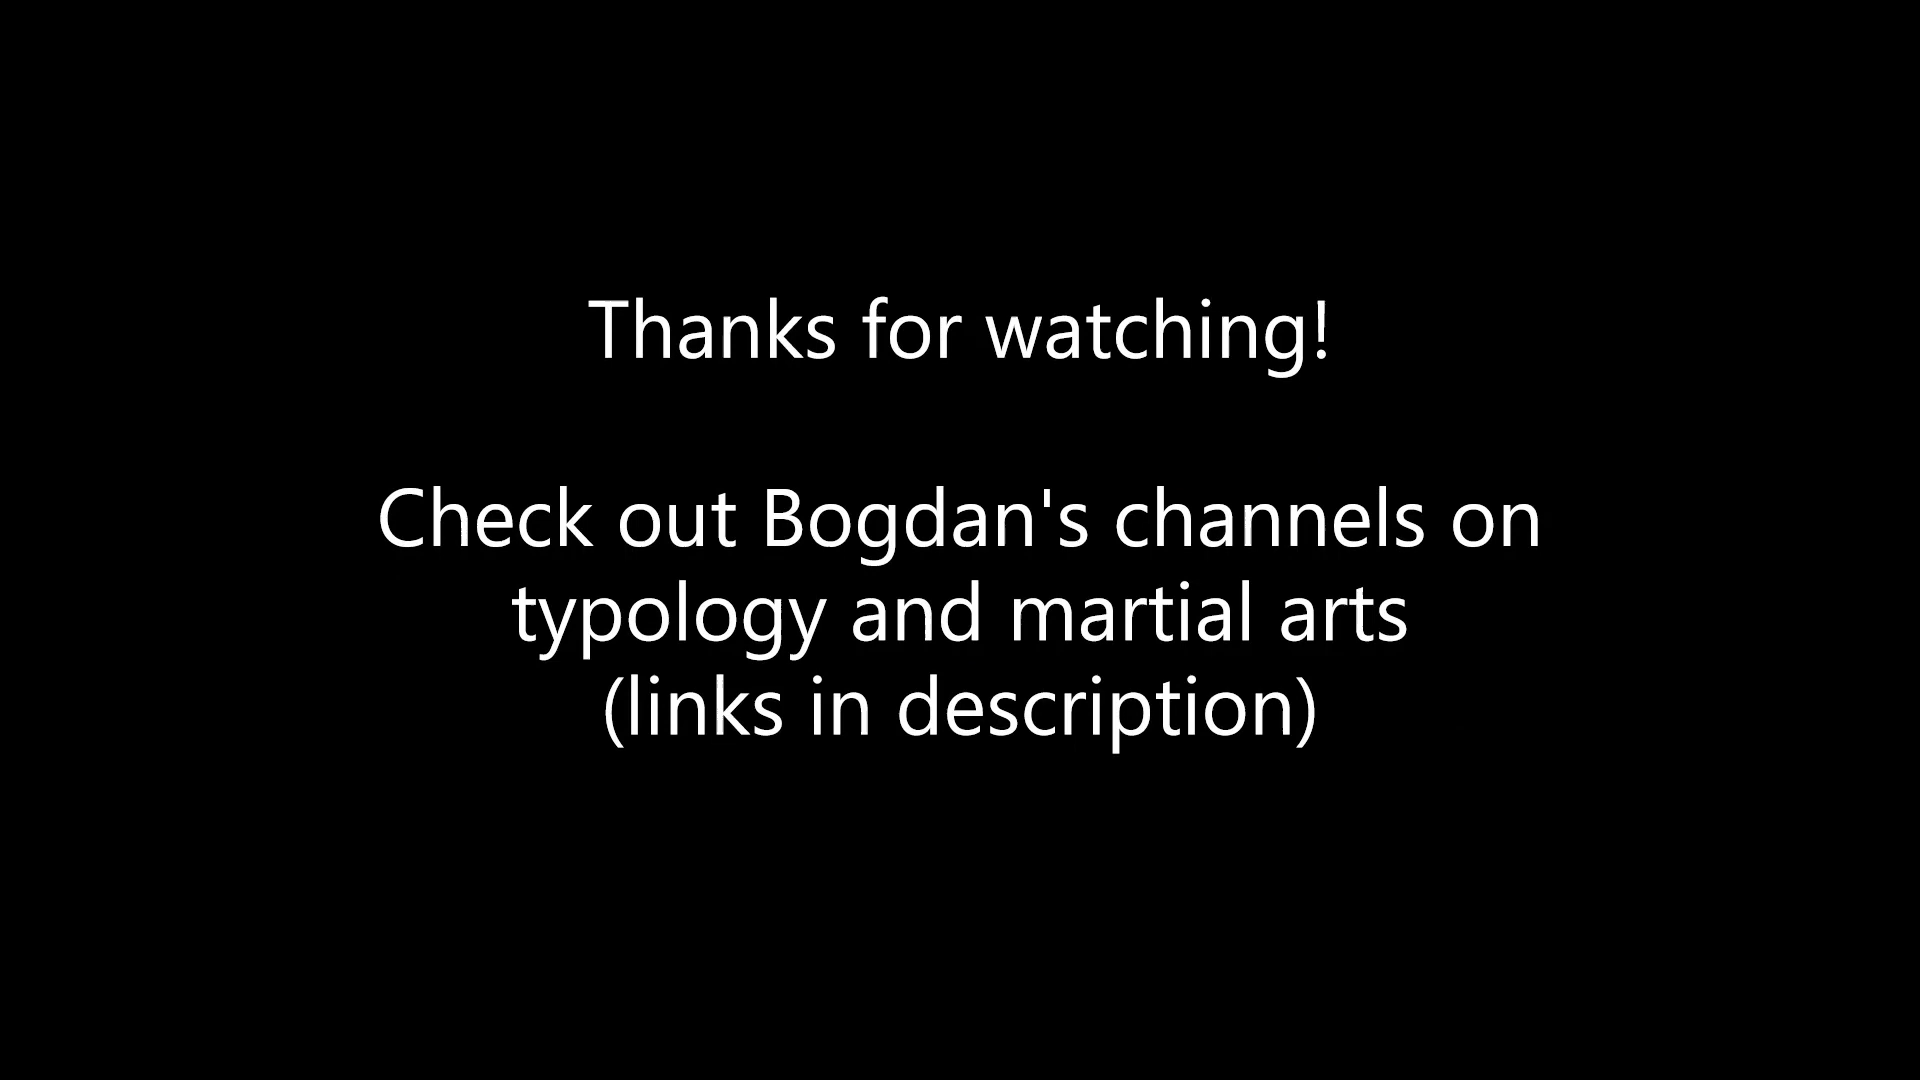 Thanks for watching!
Check out Bogdan's channels on
typology and martial arts
(links in description)